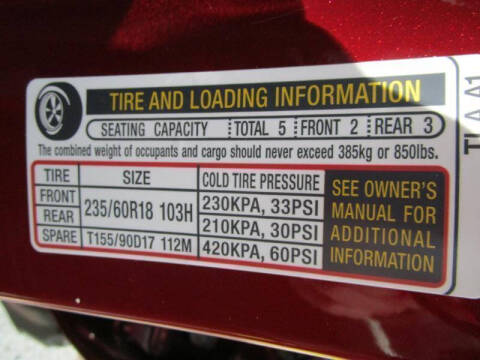 TIRE AND LOADING INFORMATION
SEATING CAPACITY TOTAL 5 FRONT 2 REAR 3
The combined weight of occupants and cargo should never exceed 385kg or 850lbs.
TIRE SIZE COLD TIRE PRESSURE
FRONT 235/60R18 103H 230KPA, 33PSI
REAR 210KPA, 30PSI
SPARE T155/90D17 112M 420KPA, 60PSI
SEE OWNER'S
MANUAL FOR
ADDITIONAL
INFORMATION